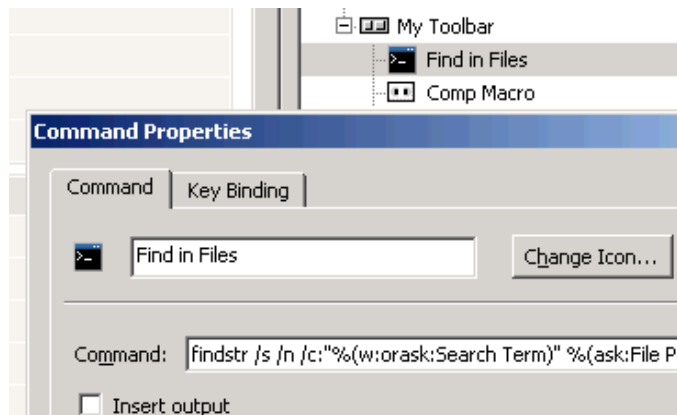 My Toolbar
Find in Files
Comp Macro
Command Properties
Command
Key Binding
Find in Files
Change Icon...
Command:
findstr /s /n /c:"%(w:orask:Search Term)" %(ask:File P
Insert output